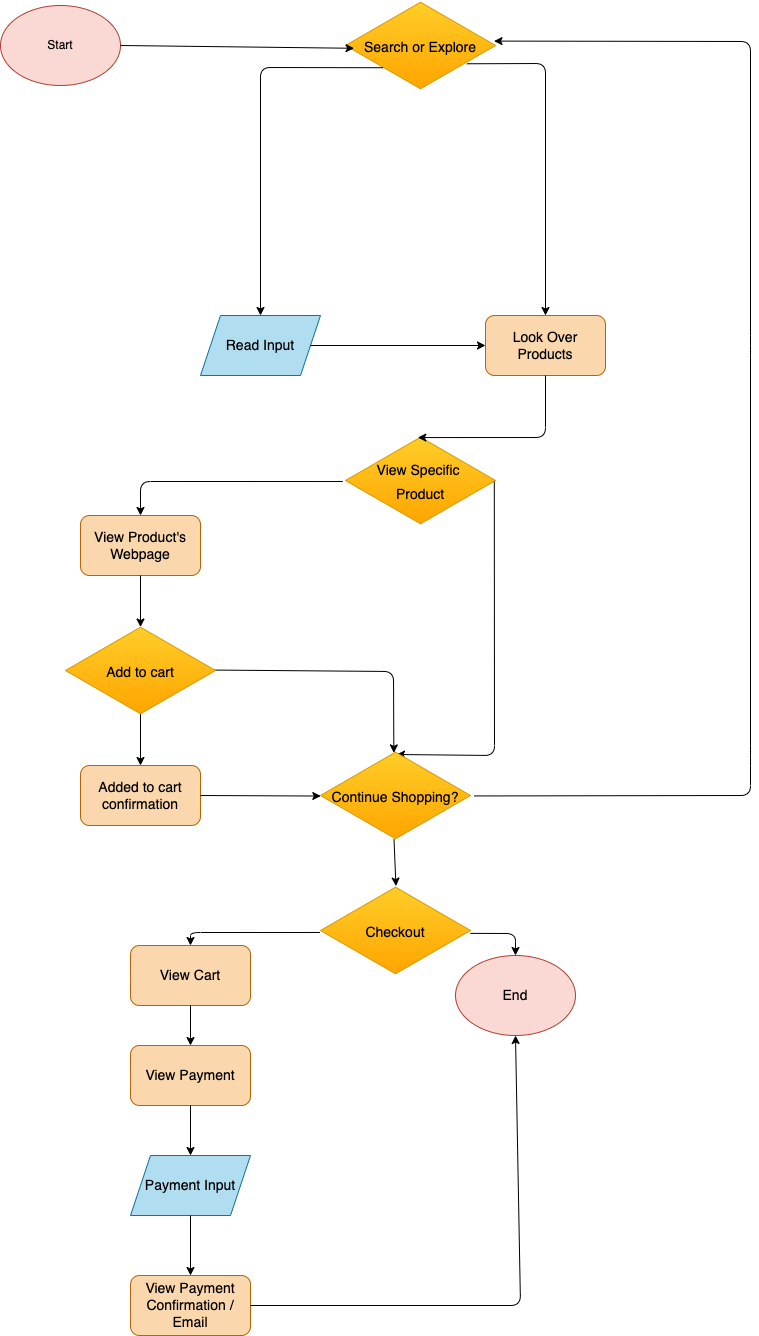 Start
Search or Explore
Read Input
Look Over
Products
View Specific
Product
View Product's
Webpage
Add to cart
Added to cart
confirmation
Continue Shopping?
Checkout
View Cart
End
View Payment
Payment Input
View Payment
Confirmation /
Email